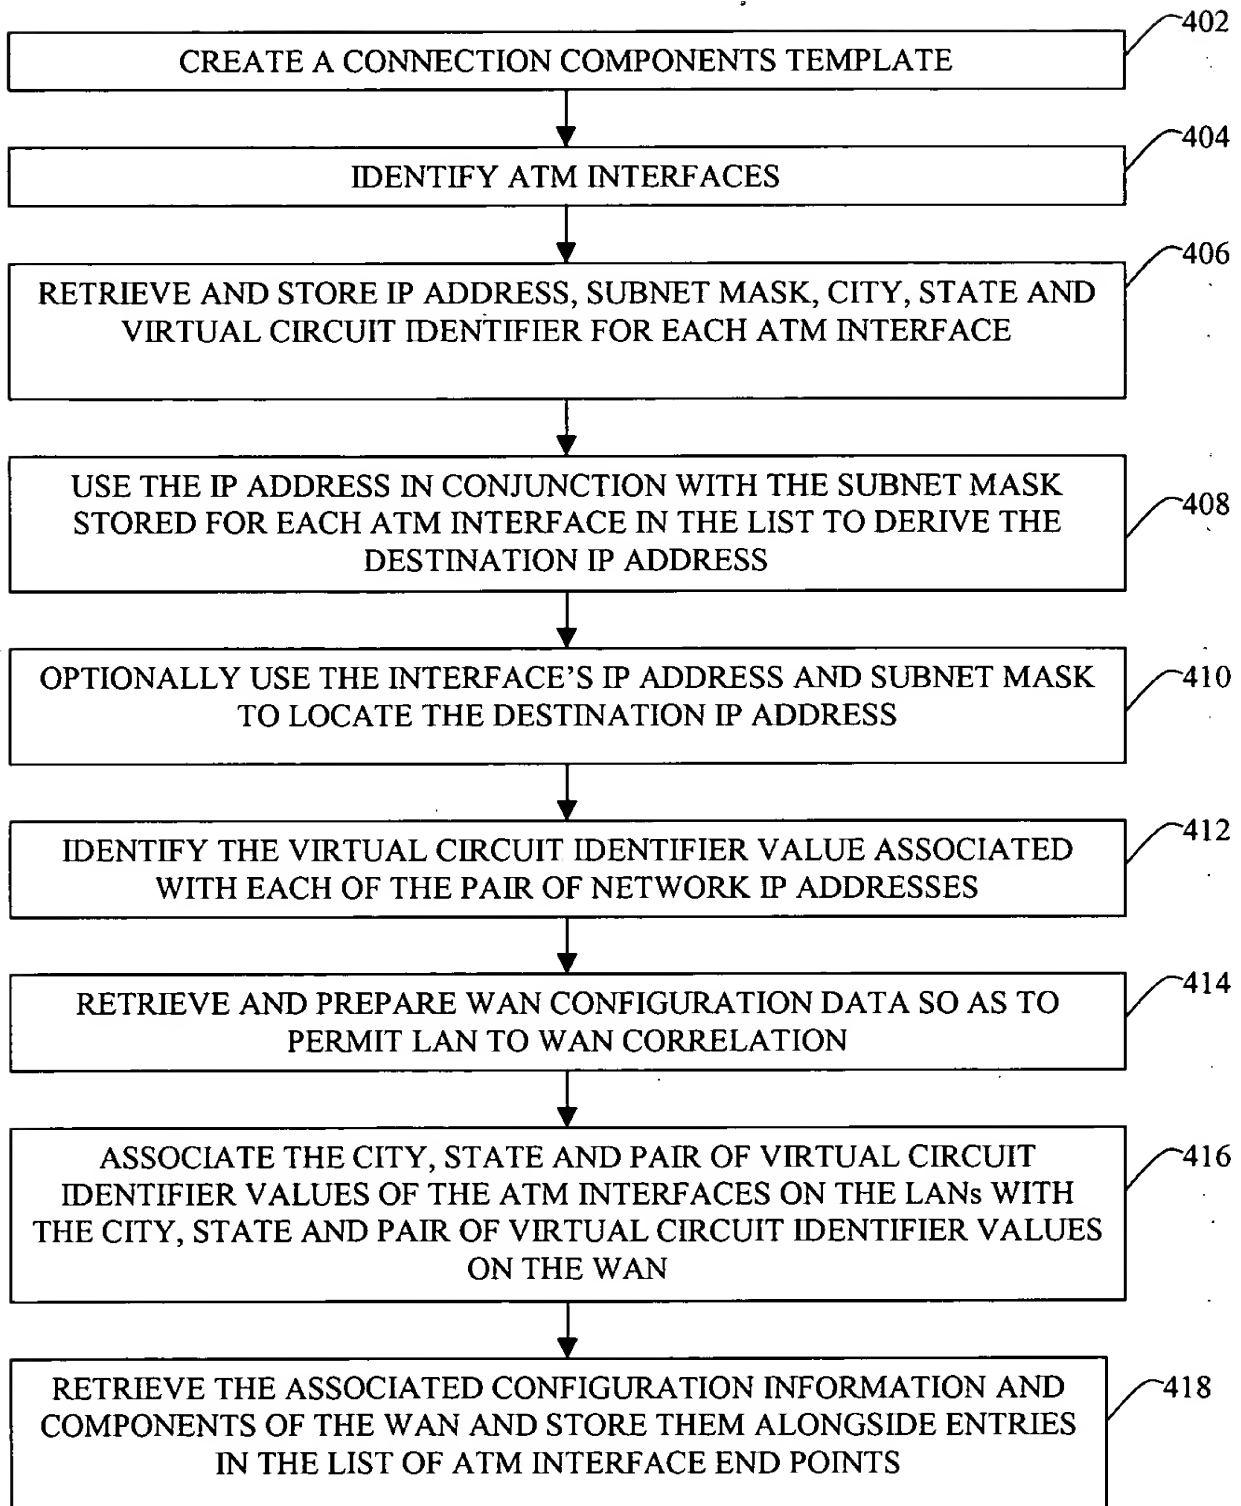 402
CREATE A CONNECTION COMPONENTS TEMPLATE
404
IDENTIFY ATM INTERFACES
406
RETRIEVE AND STORE IP ADDRESS, SUBNET MASK, CITY, STATE AND
VIRTUAL CIRCUIT IDENTIFIER FOR EACH ATM INTERFACE
408
USE THE IP ADDRESS IN CONJUNCTION WITH THE SUBNET MASK
STORED FOR EACH ATM INTERFACE IN THE LIST TO DERIVE THE
DESTINATION IP ADDRESS
410
OPTIONALLY USE THE INTERFACE'S IP ADDRESS AND SUBNET MASK
TO LOCATE THE DESTINATION IP ADDRESS
412
IDENTIFY THE VIRTUAL CIRCUIT IDENTIFIER VALUE ASSOCIATED
WITH EACH OF THE PAIR OF NETWORK IP ADDRESSES
414
RETRIEVE AND PREPARE WAN CONFIGURATION DATA SO AS TO
PERMIT LAN TO WAN CORRELATION
416
ASSOCIATE THE CITY, STATE AND PAIR OF VIRTUAL CIRCUIT
IDENTIFIER VALUES OF THE ATM INTERFACES ON THE LANs WITH
THE CITY, STATE AND PAIR OF VIRTUAL CIRCUIT IDENTIFIER VALUES
ON THE WAN
418
RETRIEVE THE ASSOCIATED CONFIGURATION INFORMATION AND
COMPONENTS OF THE WAN AND STORE THEM ALONGSIDE ENTRIES
IN THE LIST OF ATM INTERFACE END POINTS